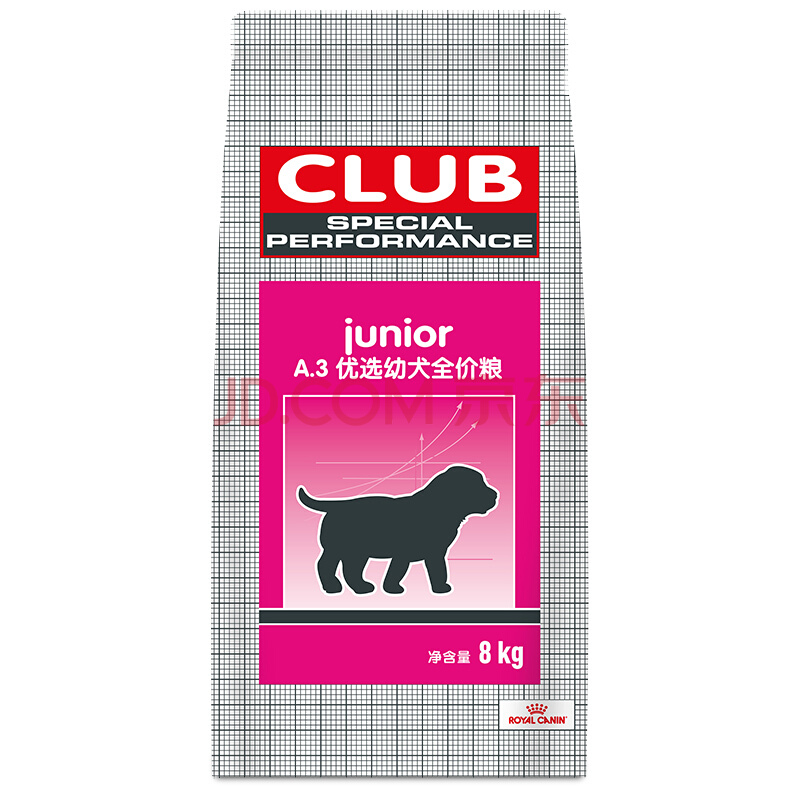 CLUB
SPECIAL
PERFORMANCE
junior
A.3 优选幼犬全价粮
JD.COM 京东
净含量 8 kg
ROYAL CANIN